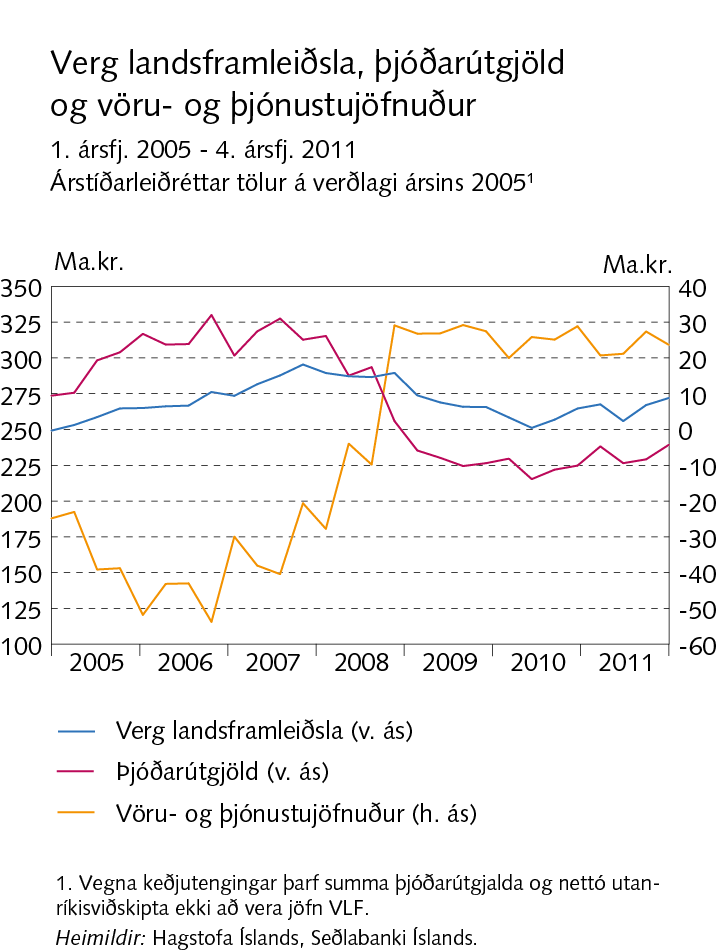 Verg landsframleiðsla, þjóðarútgjöld
og vöru- og þjónustujöfnuður
1. ársfj. 2005 - 4. ársfj. 2011
Árstíðarleiðréttar tölur á verðlagi ársins 2005¹
Ma.kr. Ma.kr.
350 40
325 30
300 20
275 10
250 0
225 -10
200 -20
175 -30
150 -40
125 -50
100 -60
2005 2006 2007 2008 2009 2010 2011
Verg landsframleiðsla (v. ás)
Þjóðarútgjöld (v. ás)
Vöru- og þjónustujöfnuður (h. ás)
1. Vegna keðjutengingar þarf summa þjóðarútgjalda og nettó utan-
ríkisviðskipta ekki að vera jöfn VLF.
Heimildir: Hagstofa Íslands, Seðlabanki Íslands.